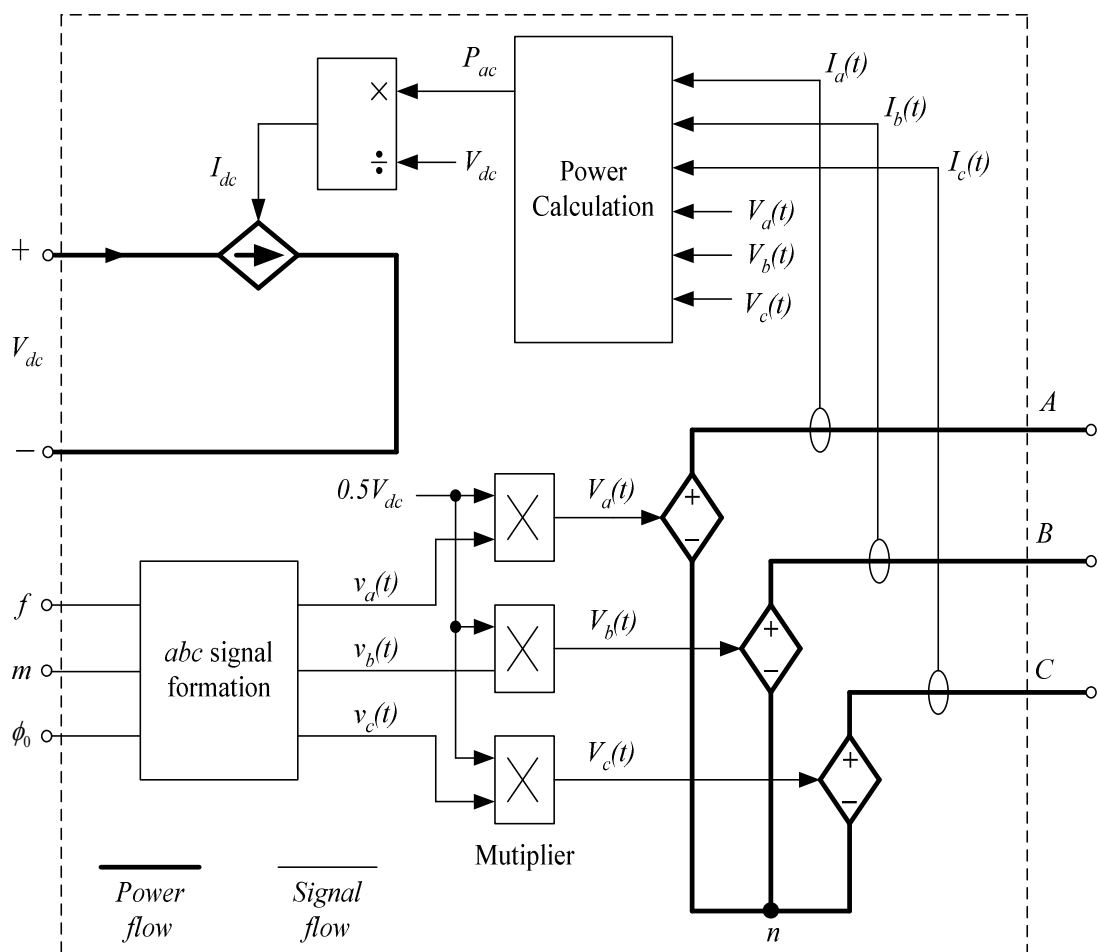 P_ac
I_a(t)
I_b(t)
I_c(t)
×
÷
V_dc
I_dc
Power
Calculation
V_a(t)
V_b(t)
V_c(t)
+
V_dc
-
A
0.5V_dc
V_a(t)
+
−
B
f
m
ϕ_0
abc signal
formation
v_a(t)
v_b(t)
v_c(t)
V_b(t)
+
−
C
V_c(t)
+
−
Mutiplier
Power
flow
Signal
flow
n